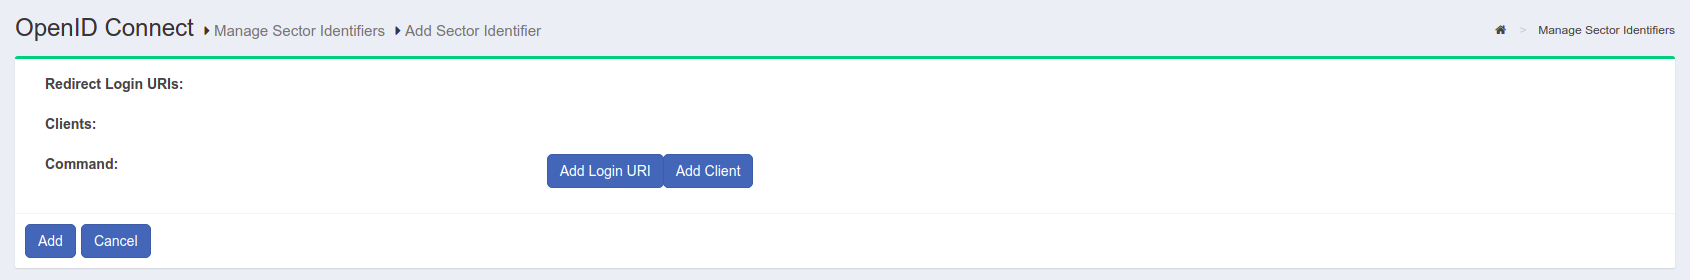 OpenID Connect Manage Sector Identifiers Add Sector Identifier > Manage Sector Identifiers
Redirect Login URIs:
Clients:
Command: Add Login URI Add Client
Add Cancel